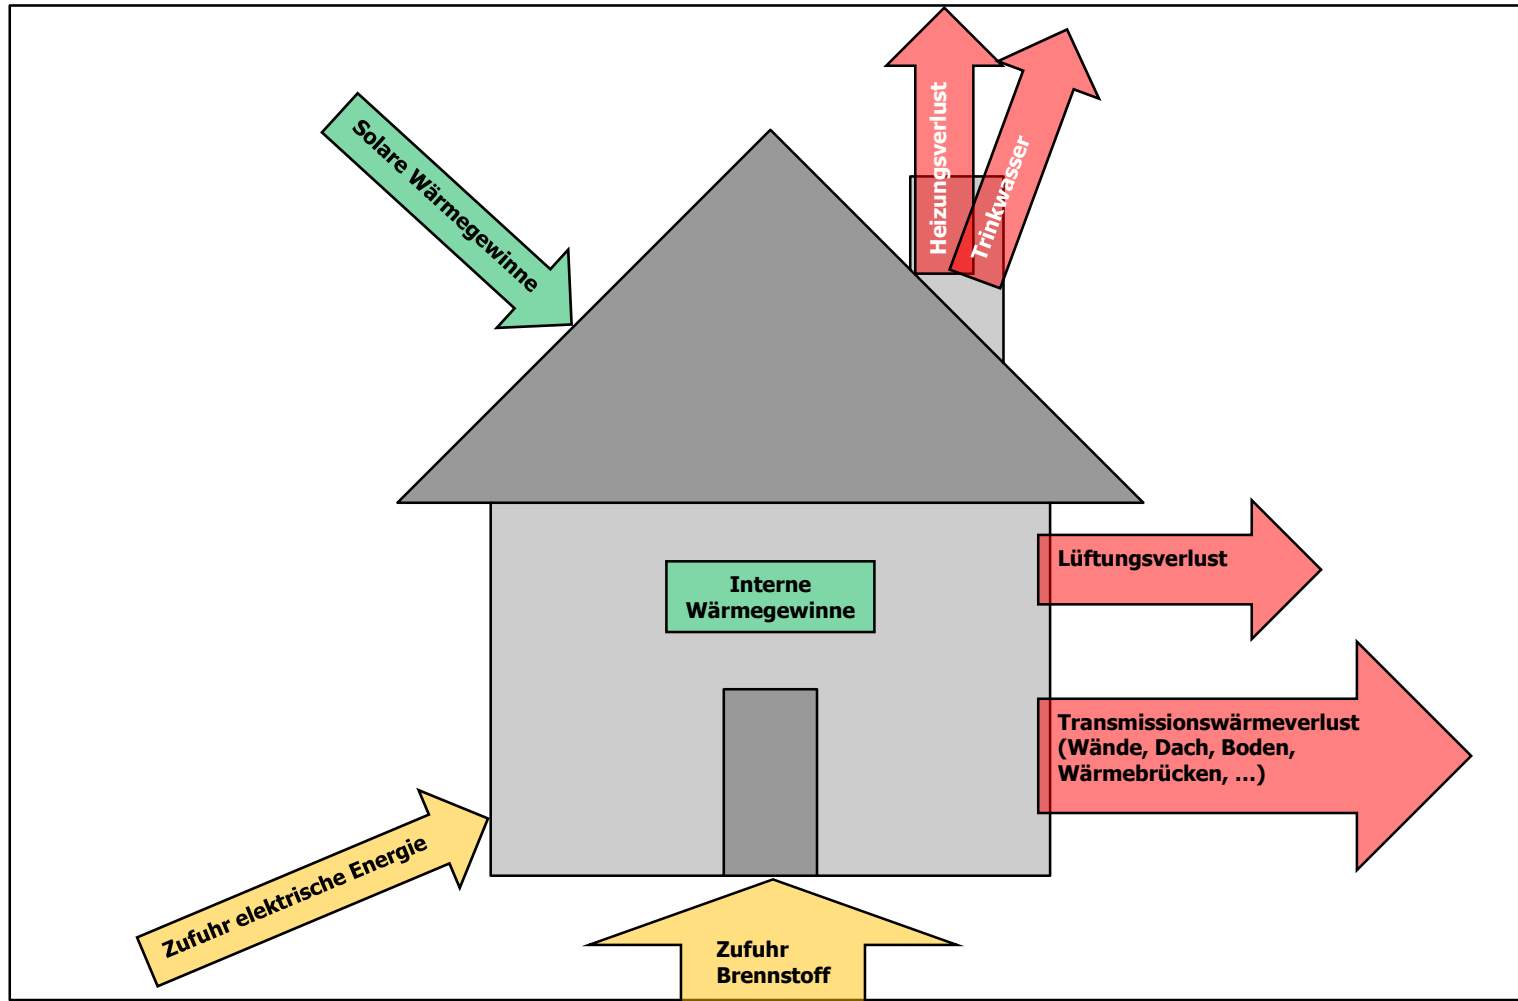 Heizungsverlust
Trinkwasser
Solare Wärmegewinne
Lüftungsverlust
Interne
Wärmegewinne
Transmissionswärmeverlust
(Wände, Dach, Boden,
Wärmebrücken, ...)
Zufuhr elektrische Energie
Zufuhr
Brennstoff